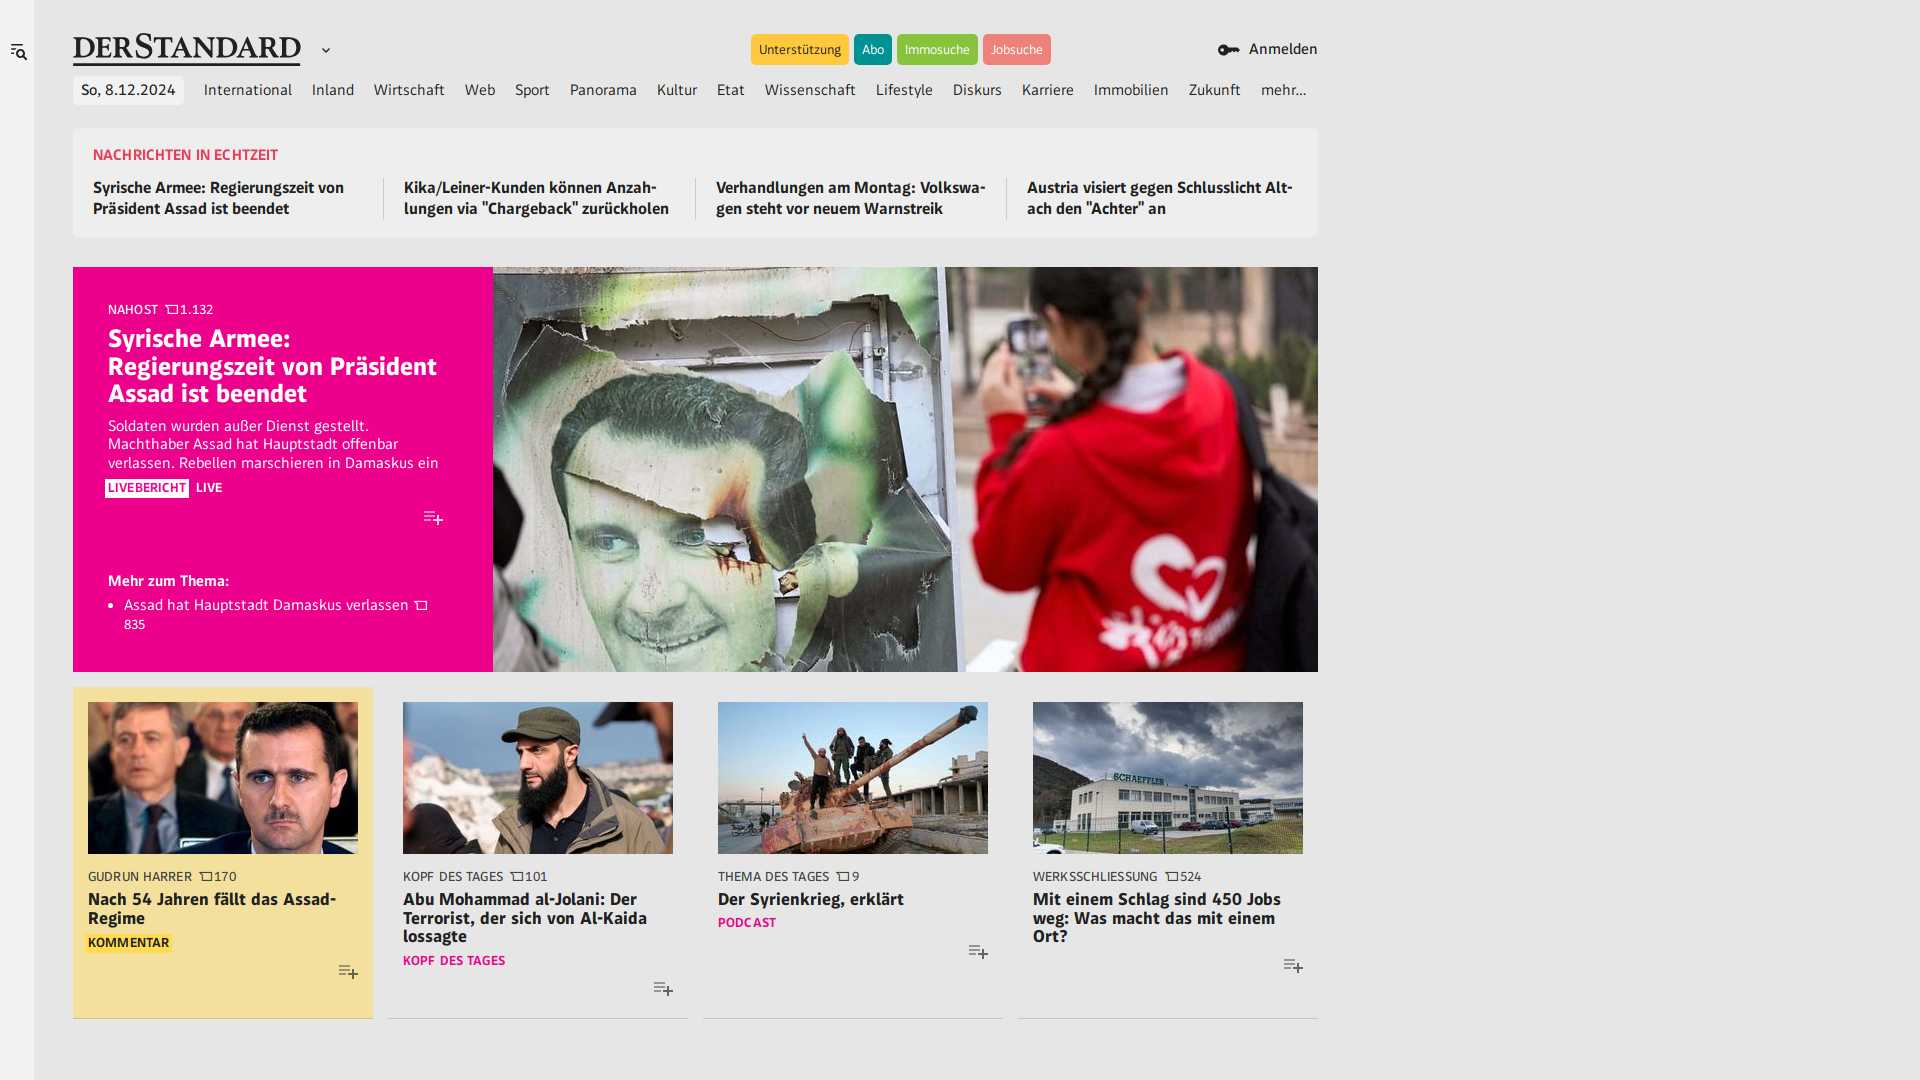 DERSTANDARD
Unterstützung
Abo
Immosuche
Jobsuche
Anmelden
So, 8.12.2024
International
Inland
Wirtschaft
Web
Sport
Panorama
Kultur
Etat
Wissenschaft
Lifestyle
Diskurs
Karriere
Immobilien
Zukunft
mehr…
NACHRICHTEN IN ECHTZEIT
Syrische Armee: Regierungszeit von
Präsident Assad ist beendet
Kika/Leiner-Kunden können Anzah-
lungen via "Chargeback" zurückholen
Verhandlungen am Montag: Volkswa-
gen steht vor neuem Warnstreik
Austria visiert gegen Schlusslicht Alt-
ach den "Achter" an
NAHOST 1.132
Syrische Armee:
Regierungszeit von Präsident
Assad ist beendet
Soldaten wurden außer Dienst gestellt.
Machthaber Assad hat Hauptstadt offenbar
verlassen. Rebellen marschieren in Damaskus ein
LIVEBERICHT LIVE
Mehr zum Thema:
Assad hat Hauptstadt Damaskus verlassen
835
GUDRUN HARRER 170
Nach 54 Jahren fällt das Assad-
Regime
KOMMENTAR
KOPF DES TAGES 101
Abu Mohammad al-Jolani: Der
Terrorist, der sich von Al-Kaida
lossagte
KOPF DES TAGES
THEMA DES TAGES 9
Der Syrienkrieg, erklärt
PODCAST
SCHAEFFLER
WERKSSCHLIESSUNG 524
Mit einem Schlag sind 450 Jobs
weg: Was macht das mit einem
Ort?